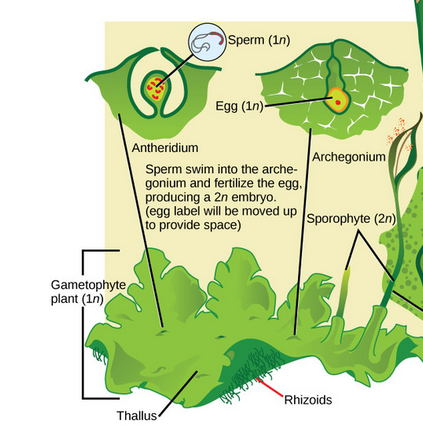 Sperm (1n)
Egg (1n)
Antheridium
Archegonium
Sperm swim into the arche-
gonium and fertilize the egg,
producing a 2n embryo.
(egg label will be moved up
to provide space)
Sporophyte (2n)
Gametophyte
plant (1n)
Rhizoids
Thallus